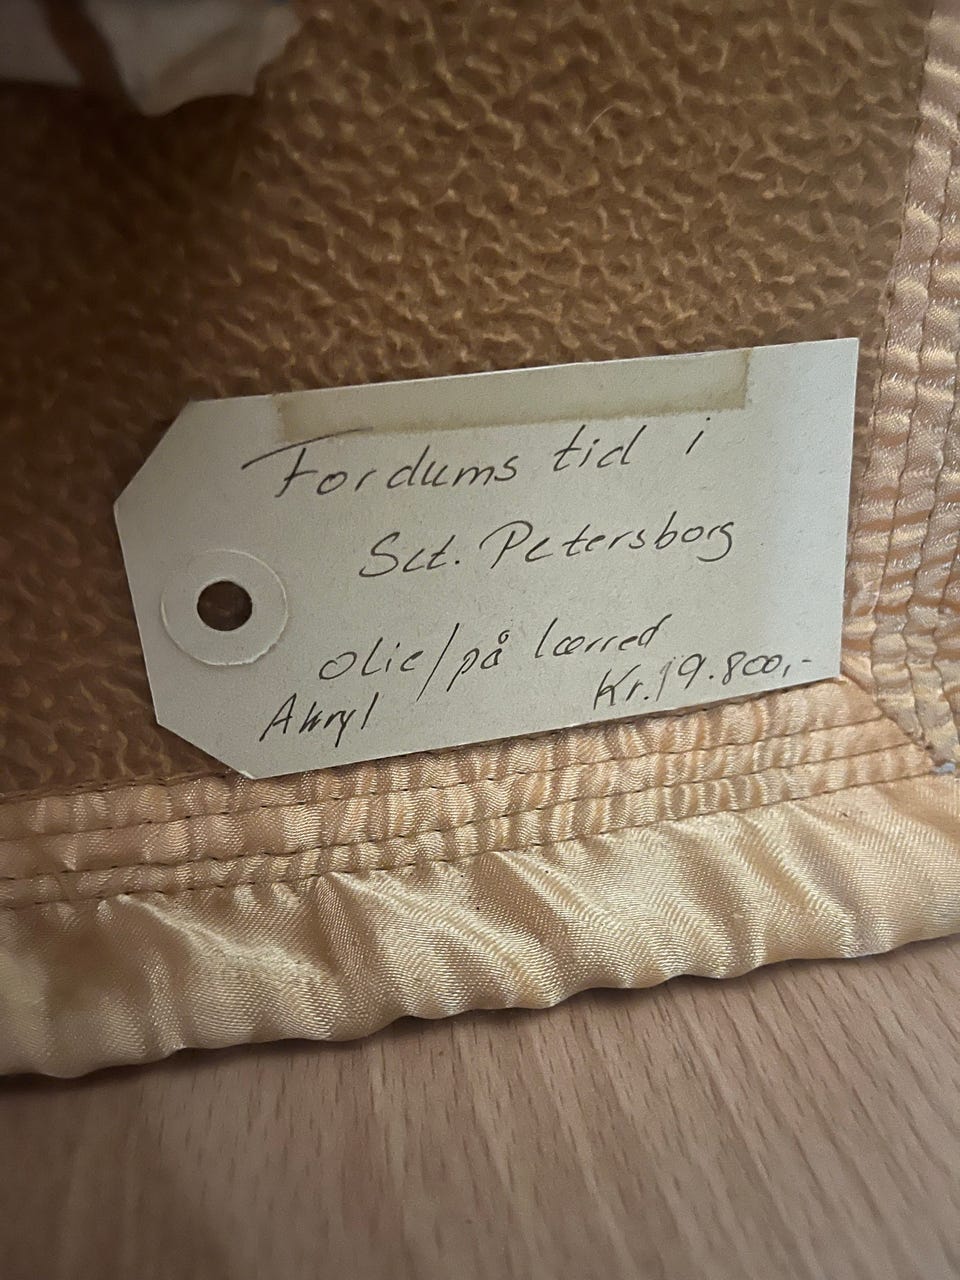 Fordums tid i
Sct. Petersborg
olie/på lærred
Akryl Kr. 19.800,-